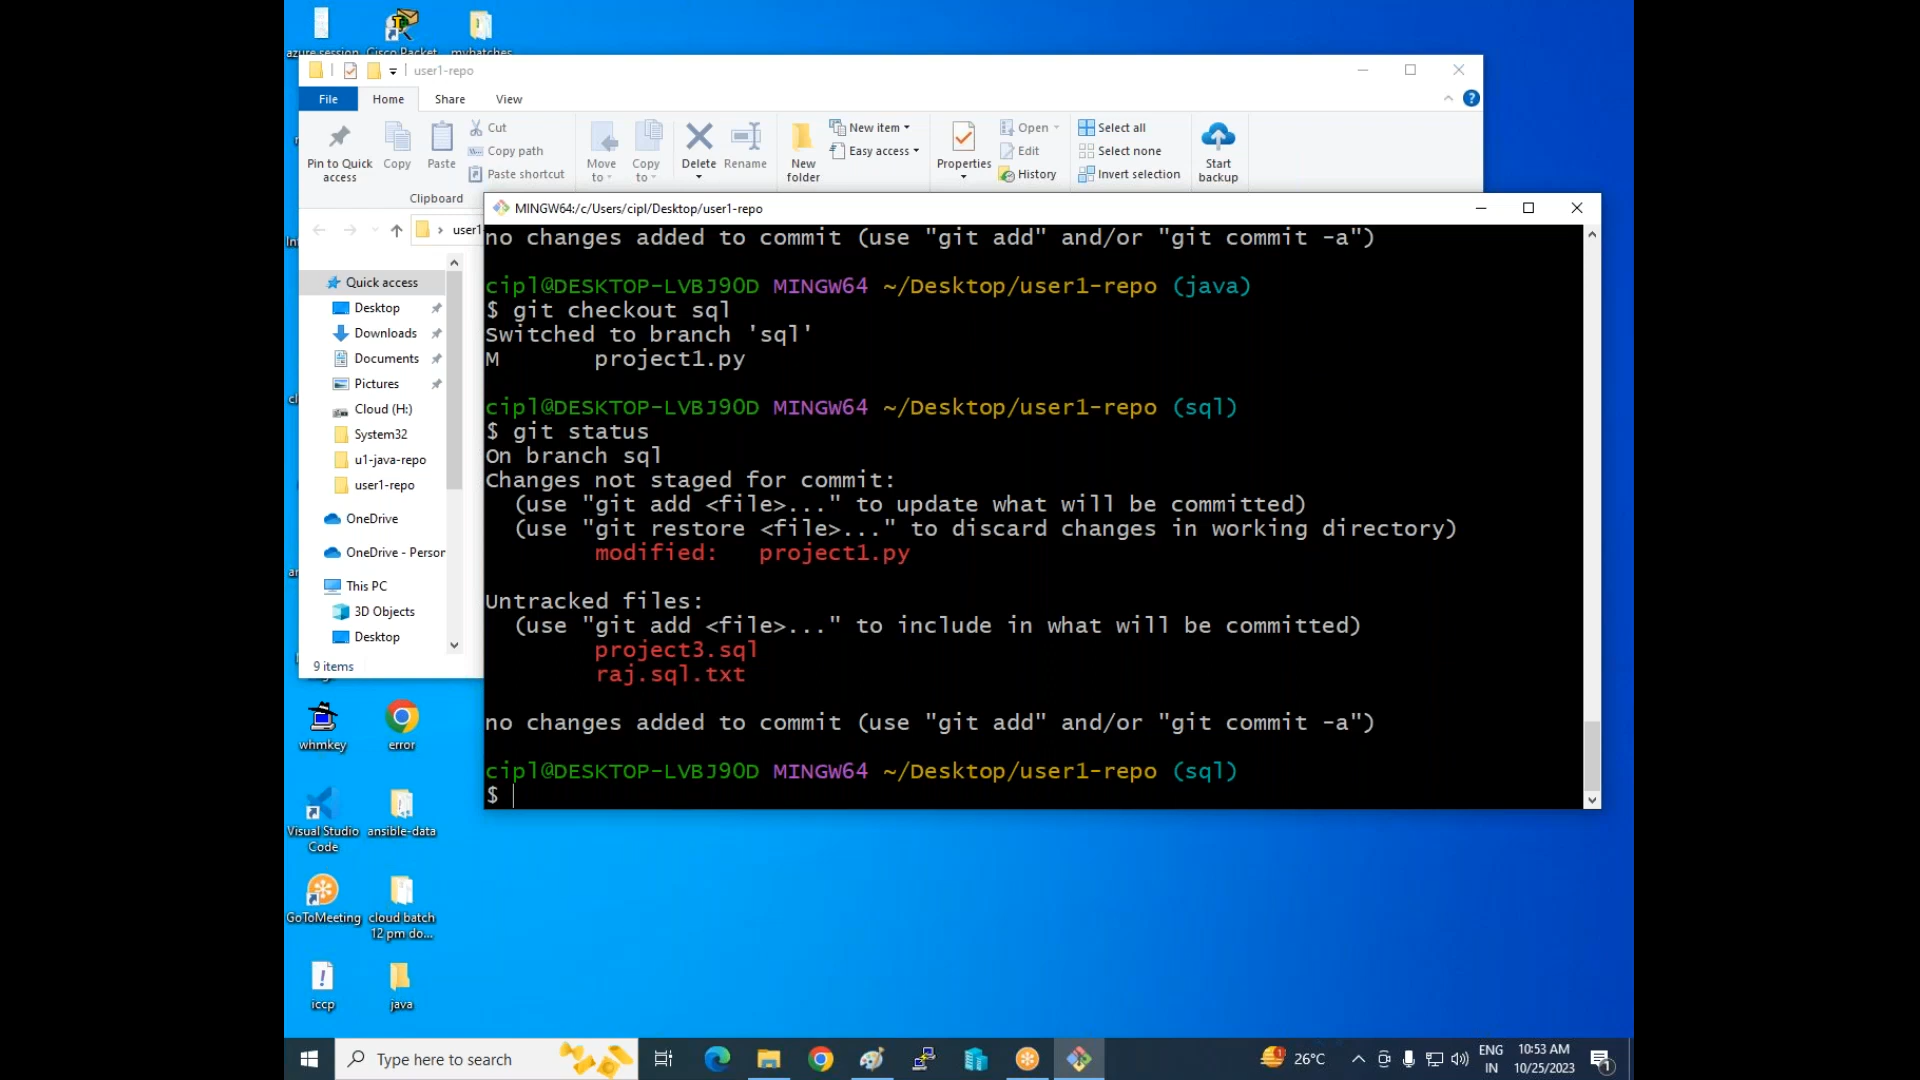 azure session
Cisco Packet
mybatches
user1-repo
File
Home
Share
View
Pin to Quick access
Copy
Paste
Cut
Copy path
Paste shortcut
Clipboard
Move to
Copy to
Delete
Rename
New folder
New item
Easy access
Properties
Open
Edit
History
Select all
Select none
Invert selection
Start backup
user1
Quick access
Desktop
Downloads
Documents
Pictures
Cloud (H:)
System32
u1-java-repo
user1-repo
OneDrive
OneDrive - Person
This PC
3D Objects
Desktop
9 items
MINGW64:/c/Users/cipl/Desktop/user1-repo
no changes added to commit (use "git add" and/or "git commit -a")
cipl@DESKTOP-LVBJ9OD MINGW64 ~/Desktop/user1-repo (java)
$ git checkout sql
Switched to branch 'sql'
M project1.py
cipl@DESKTOP-LVBJ9OD MINGW64 ~/Desktop/user1-repo (sql)
$ git status
On branch sql
Changes not staged for commit:
(use "git add <file>..." to update what will be committed)
(use "git restore <file>..." to discard changes in working directory)
modified: project1.py
Untracked files:
(use "git add <file>..." to include in what will be committed)
project3.sql
raj.sql.txt
no changes added to commit (use "git add" and/or "git commit -a")
cipl@DESKTOP-LVBJ9OD MINGW64 ~/Desktop/user1-repo (sql)
$
whmkey
error
Visual Studio Code
ansible-data
GoToMeeting
cloud batch 12 pm do...
iccp
java
Type here to search
26°C
ENG
IN
10:53 AM
10/25/2023
1